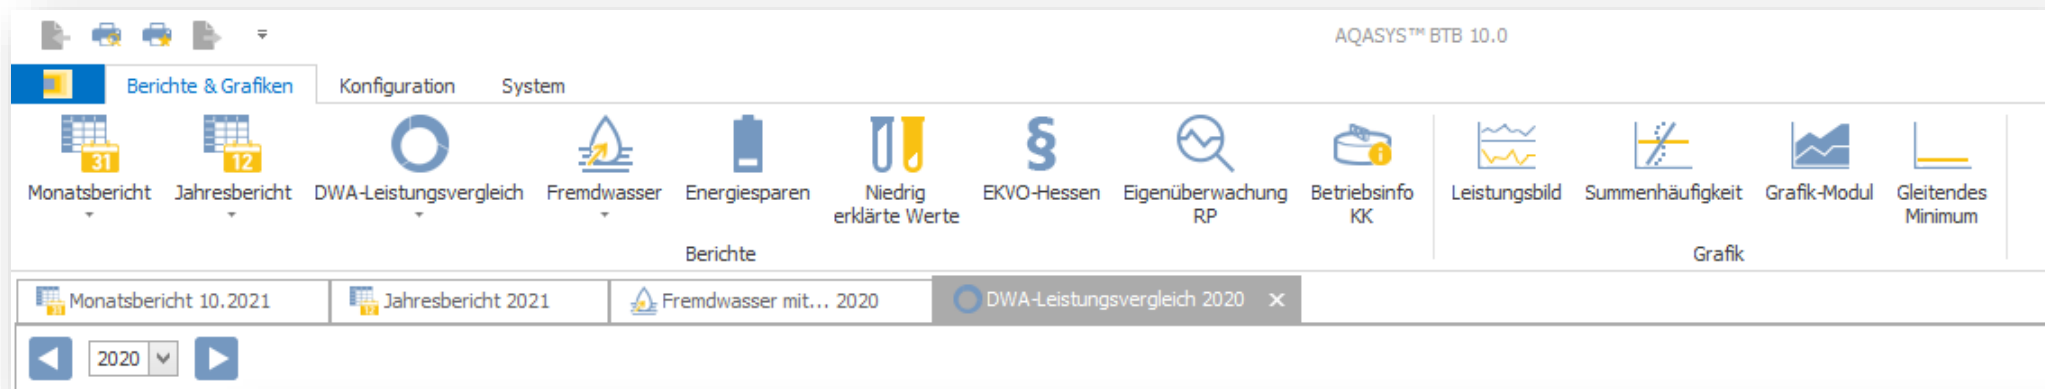 AQASYS™ BTB 10.0
Berichte & Grafiken Konfiguration System
31 12
Monatsbericht Jahresbericht DWA-Leistungsvergleich Fremdwasser Energiesparen Niedrig EKVO-Hessen Eigenüberwachung Betriebsinfo Leistungsbild Summenhäufigkeit Grafik-Modul Gleitendes
erklärte Werte RP KK Minimum
Berichte Grafik
Monatsbericht 10.2021 Jahresbericht 2021 Fremdwasser mit... 2020 DWA-Leistungsvergleich 2020
2020